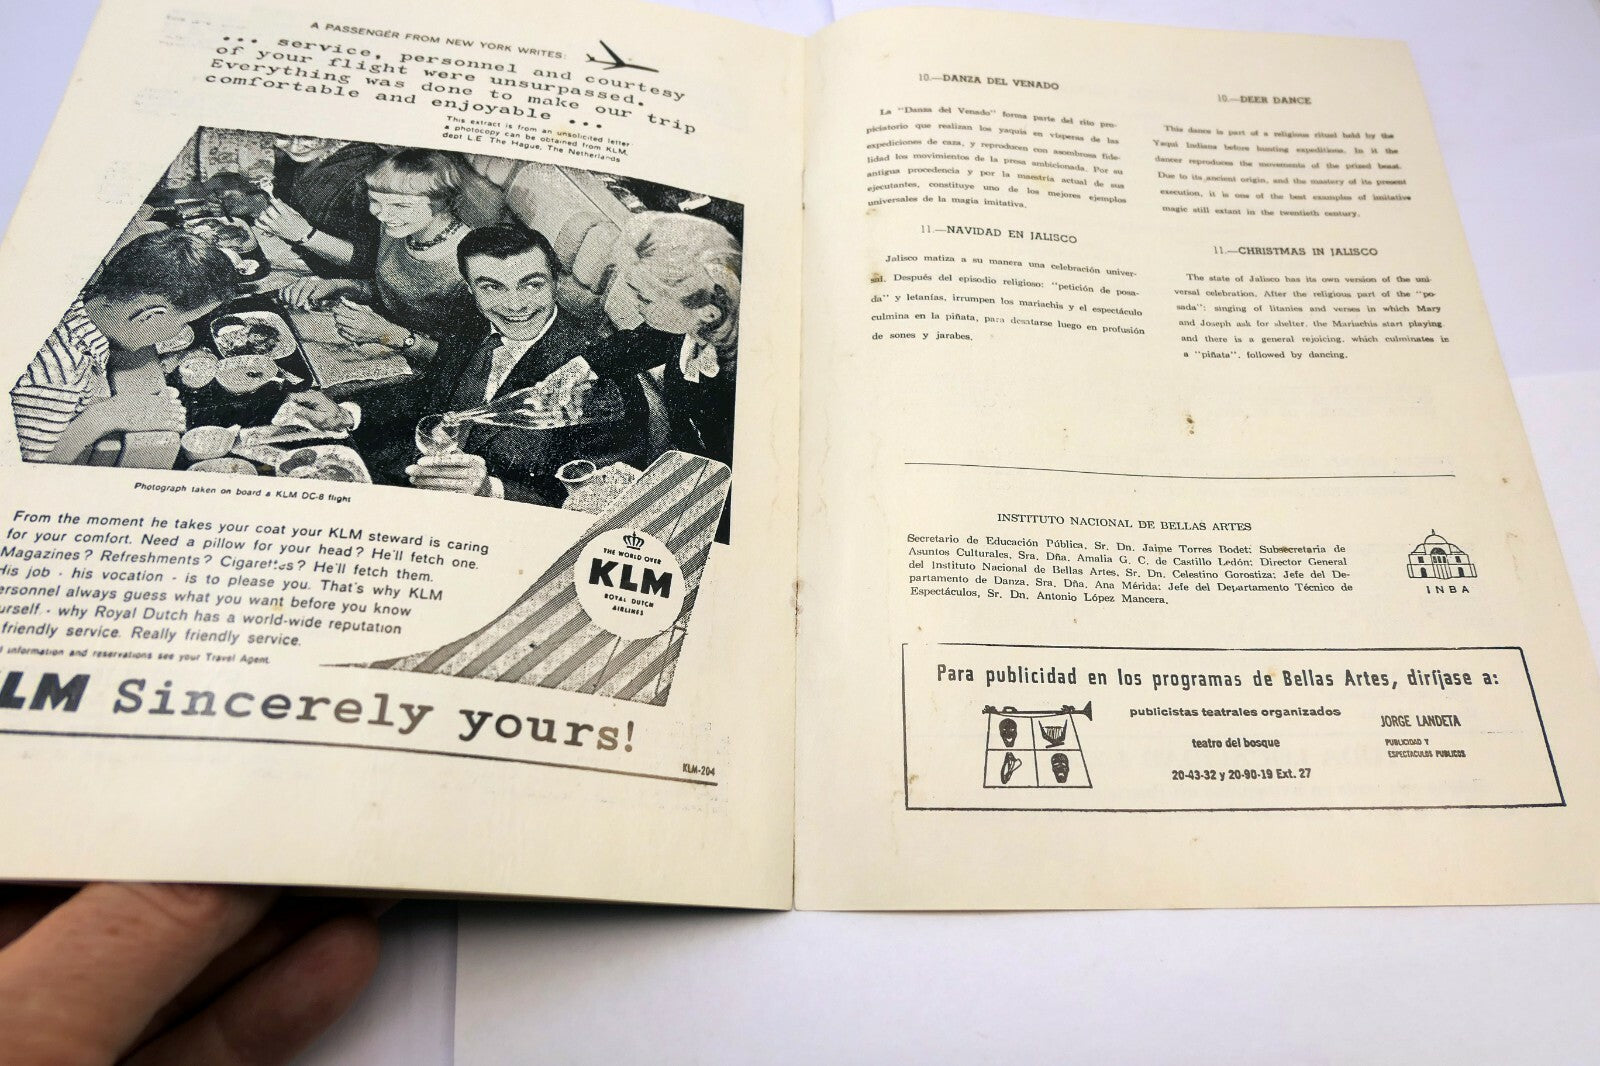 A PASSENGER FROM NEW YORK WRITES:
... service, personnel and courtesy
of your flight were unsurpassed.
Everything was done to make our trip
comfortable and enjoyable ...
This extract is from an unsolicited letter
a photocopy can be obtained from KLM,
dept L.E. The Hague, The Netherlands
Photograph taken on board a KLM DC-8 flight
From the moment he takes your coat your KLM steward is caring
for your comfort. Need a pillow for your head? He'll fetch one.
Magazines? Refreshments? Cigarettes? He'll fetch them.
His job - his vocation - is to please you. That's why KLM
ersonnel always guess what you want before you know
urself. - why Royal Dutch has a world-wide reputation
friendly service. Really friendly service.
information and reservations see your Travel Agent
THE WORLD OVER
KLM
ROYAL DUTCH
AIRLINES
LM Sincerely yours!
KLM-204
10.—DANZA DEL VENADO
La "Danza del Venado" forma parte del rito pro-
piciatorio que realizan los yaquis en vísperas de las
expediciones de caza, y reproducen con asombrosa fide-
lidad los movimientos de la presa ambicionada. Por su
antigua procedencia y por la maestría actual de sus
ejecutantes, constituye uno de los mejores ejemplos
universales de la magia imitativa.
11.—NAVIDAD EN JALISCO
Jalisco matiza a su manera una celebración univer-
sal. Después del episodio religioso: "petición de posa-
da" y letanías, irrumpen los mariachis y el espectáculo
culmina en la piñata, para desatarse luego en profusión
de sones y jarabes.
10.—DEER DANCE
This dance is part of a religious ritual held by the
Yaqui Indians before hunting expeditions. In it the
dancer reproduces the movements of the prized beast.
Due to its ancient origin, and the mastery of its present
execution, it is one of the best examples of imitative
magic still extant in the twentieth century.
11.—CHRISTMAS IN JALISCO
The state of Jalisco has its own version of the uni-
versal celebration. After the religious part of the "po-
sada": singing of litanies and verses in which Mary
and Joseph ask for shelter, the Mariachis start playing
and there is a general rejoicing, which culminates in
a "piñata", followed by dancing.
INSTITUTO NACIONAL DE BELLAS ARTES
Secretario de Educación Pública, Sr. Dn. Jaime Torres Bodet; Subsecretaria de
Asuntos Culturales, Sra. Dña. Amalia G. C. de Castillo Ledón; Director General
del Instituto Nacional de Bellas Artes, Sr. Dn. Celestino Gorostiza; Jefe del De-
partamento de Danza, Sra. Dña. Ana Mérida; Jefe del Departamento Técnico de
Espectáculos, Sr. Dn. Antonio López Mancera.
INBA
Para publicidad en los programas de Bellas Artes, diríjase a:
publicistas teatrales organizados
teatro del bosque
20-43-32 y 20-90-19 Ext. 27
JORGE LANDETA
PUBLICIDAD Y
ESPECTACULOS PUBLICOS